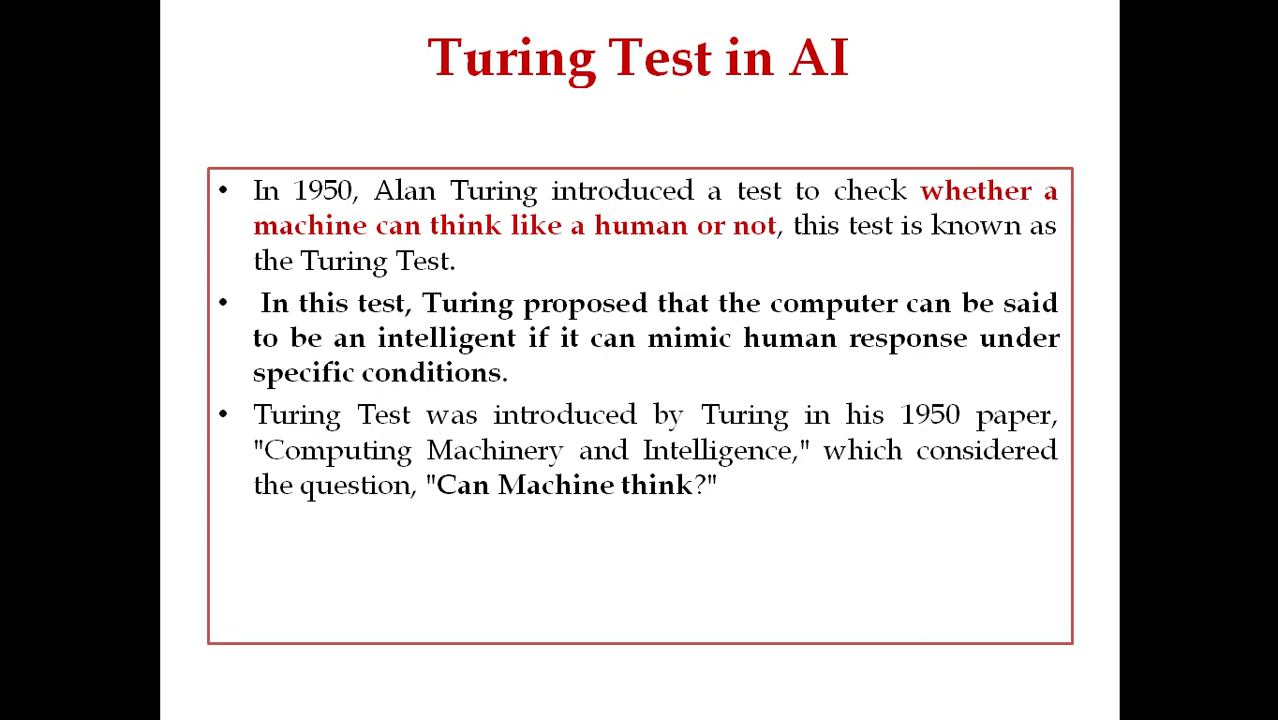 Turing Test in AI
• In 1950, Alan Turing introduced a test to check whether a
machine can think like a human or not, this test is known as
the Turing Test.
• In this test, Turing proposed that the computer can be said
to be an intelligent if it can mimic human response under
specific conditions.
• Turing Test was introduced by Turing in his 1950 paper,
"Computing Machinery and Intelligence," which considered
the question, "Can Machine think?"